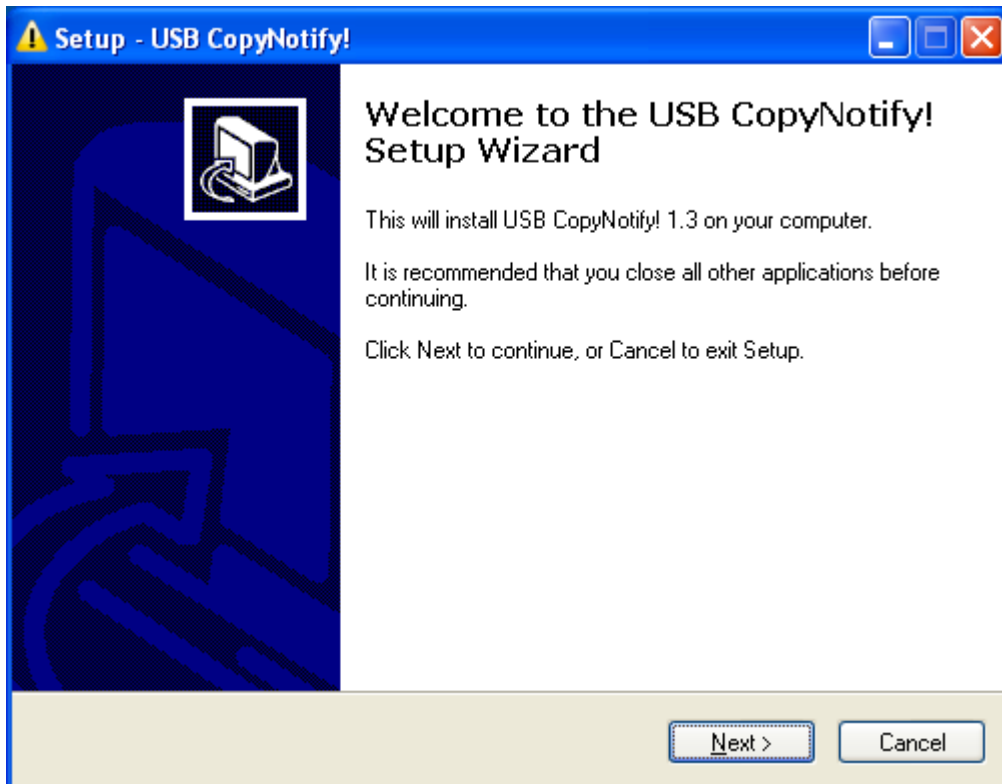 Setup - USB CopyNotify!
Welcome to the USB CopyNotify!
Setup Wizard
This will install USB CopyNotify! 1.3 on your computer.
It is recommended that you close all other applications before
continuing.
Click Next to continue, or Cancel to exit Setup.
Next >
Cancel